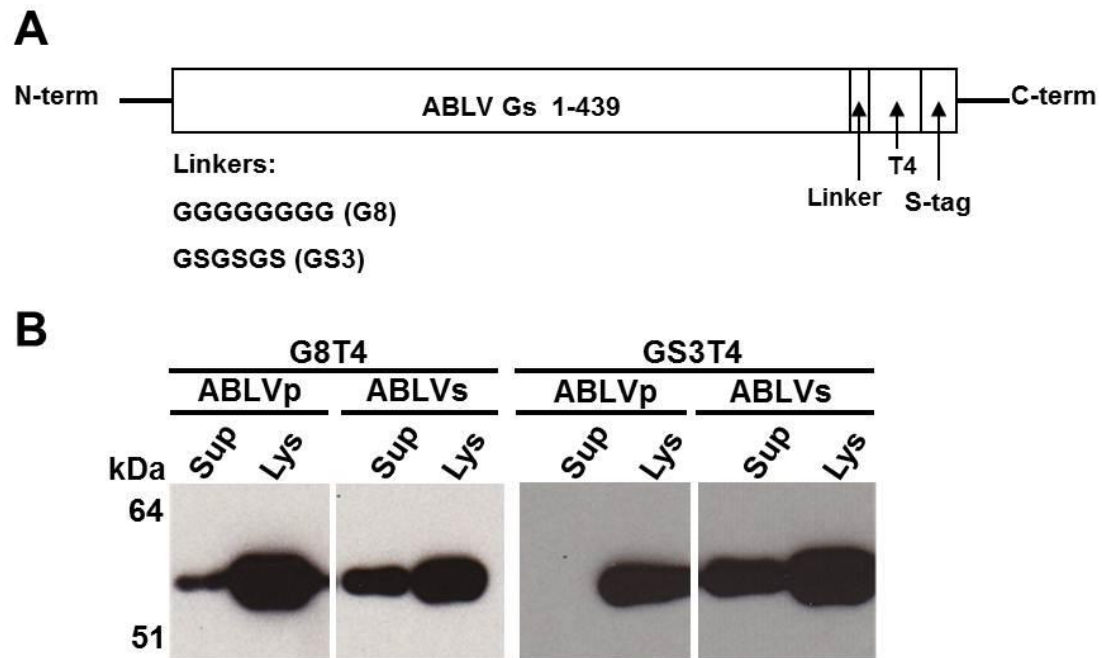 A
N-term
ABLV Gs 1-439
C-term
Linkers:
T4
Linker
S-tag
GGGGGGGG (G8)
GSGSGS (GS3)
B
G8T4 GS3T4
ABLVp ABLVs ABLVp ABLVs
kDa Sup Lys Sup Lys Sup Lys Sup Lys
64
51